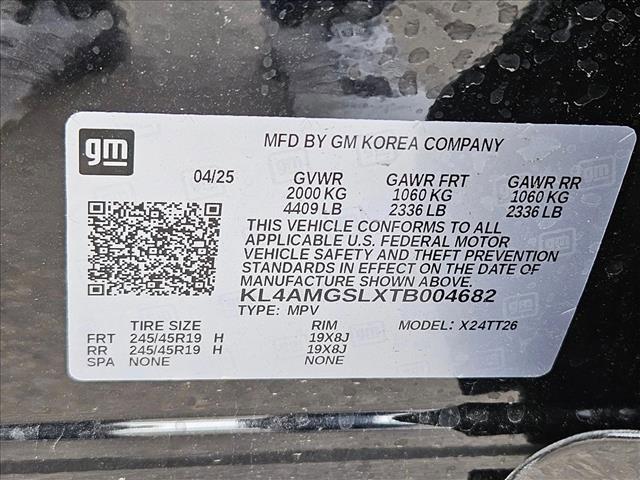 gm
MFD BY GM KOREA COMPANY
04/25 GVWR GAWR FRT GAWR RR
2000 KG 1060 KG 1060 KG
4409 LB 2336 LB 2336 LB
THIS VEHICLE CONFORMS TO ALL
APPLICABLE U.S. FEDERAL MOTOR
VEHICLE SAFETY AND THEFT PREVENTION
STANDARDS IN EFFECT ON THE DATE OF
MANUFACTURE SHOWN ABOVE.
KL4AMGSLXTB004682
TYPE: MPV
TIRE SIZE RIM MODEL: X24TT26
FRT 245/45R19 H 19X8J
RR 245/45R19 H 19X8J
SPA NONE NONE